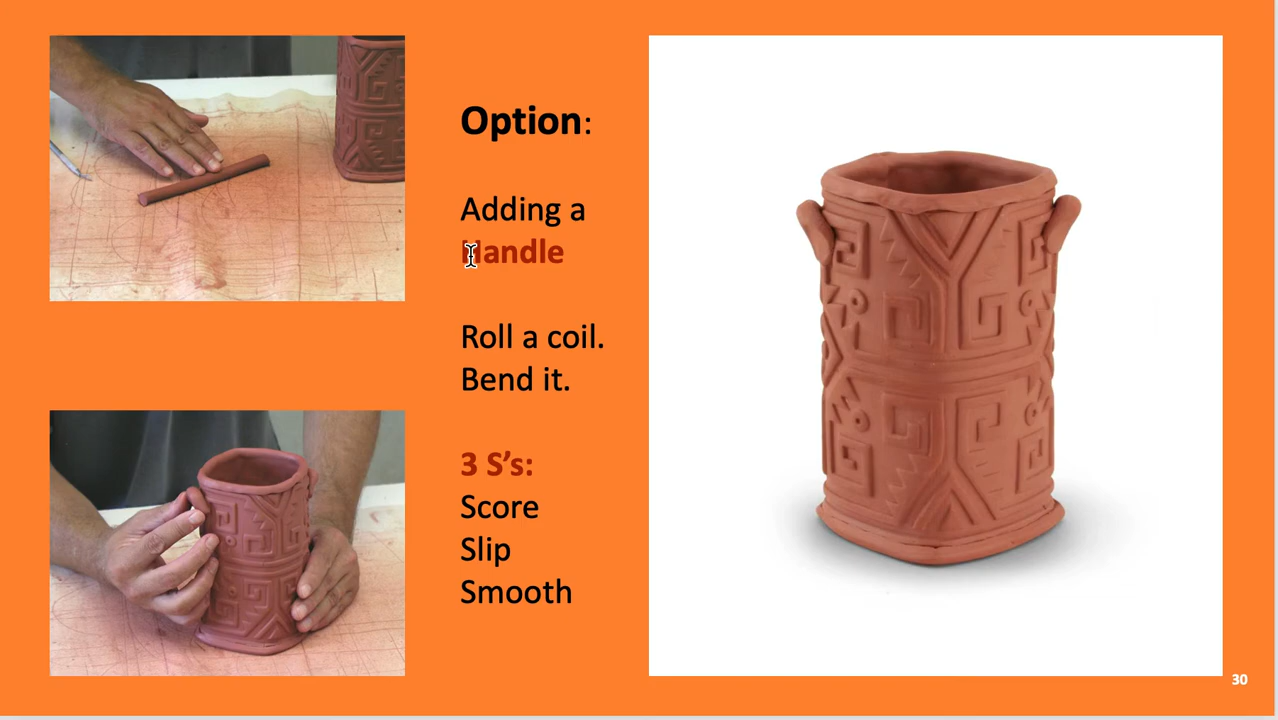 Option:
Adding a
Handle
Roll a coil.
Bend it.
3 S's:
Score
Slip
Smooth
30